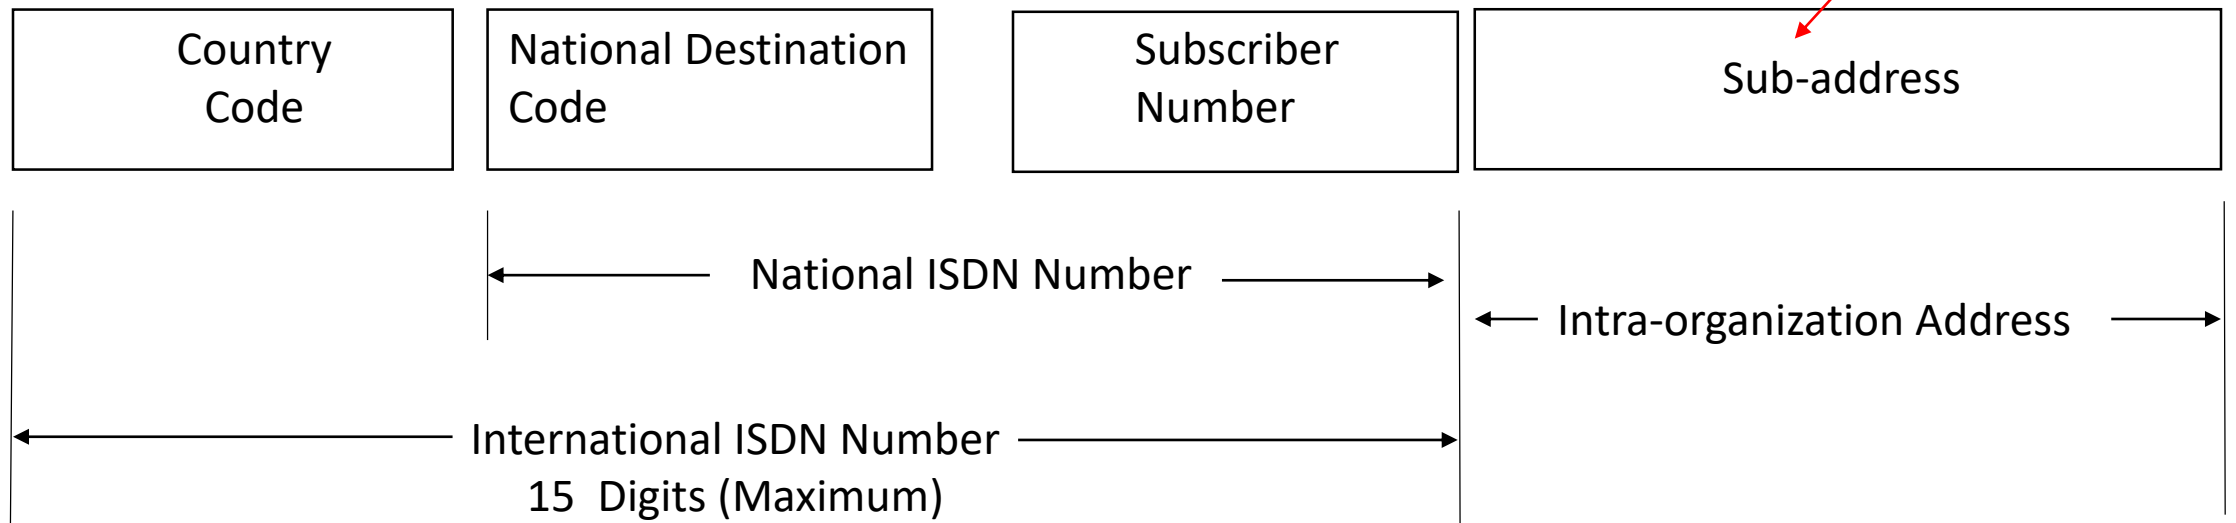 Country
Code
National Destination
Code
Subscriber
Number
Sub-address
National ISDN Number
Intra-organization Address
International ISDN Number
15 Digits (Maximum)